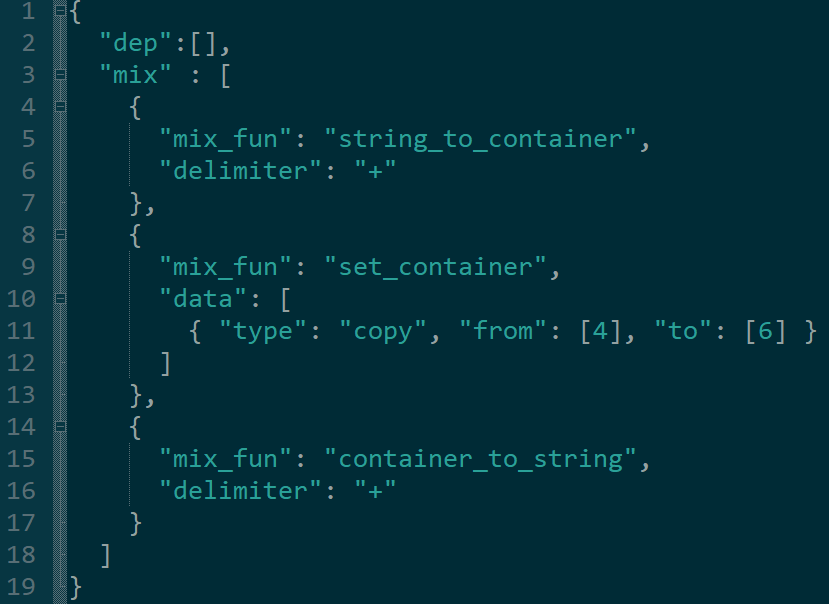 1 {
2   "dep":[],
3   "mix" : [
4     {
5       "mix_fun": "string_to_container",
6       "delimiter": "+"
7     },
8     {
9       "mix_fun": "set_container",
10       "data": [
11         { "type": "copy", "from": [4], "to": [6] }
12       ]
13     },
14     {
15       "mix_fun": "container_to_string",
16       "delimiter": "+"
17     }
18   ]
19 }